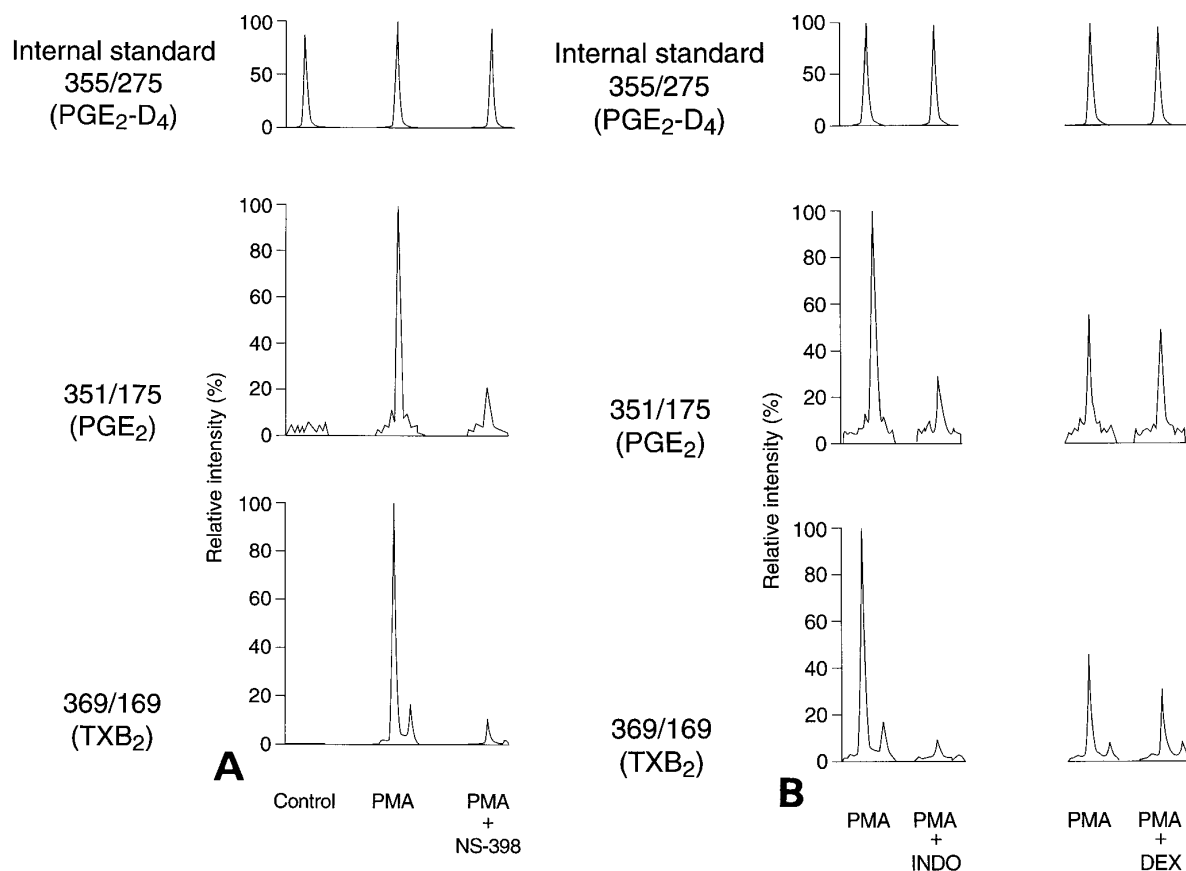 Internal standard
355/275
(PGE2-D4)
100
50
0
351/175
(PGE2)
Relative intensity (%)
100
80
60
40
20
0
369/169
(TXB2)
100
80
60
40
20
0
A
Control
PMA
PMA
+
NS-398
Internal standard
355/275
(PGE2-D4)
100
50
0
351/175
(PGE2)
Relative intensity (%)
100
80
60
40
20
0
369/169
(TXB2)
100
80
60
40
20
0
B
PMA
PMA
+
INDO
PMA
PMA
+
DEX